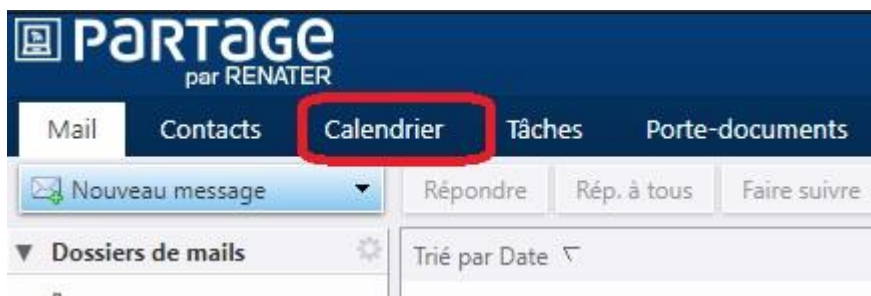 PaRTaGe
par RENATER
Mail Contacts Calendrier Tâches Porte-documents
Nouveau message Répondre Rép. à tous Faire suivre
Dossiers de mails Trié par Date